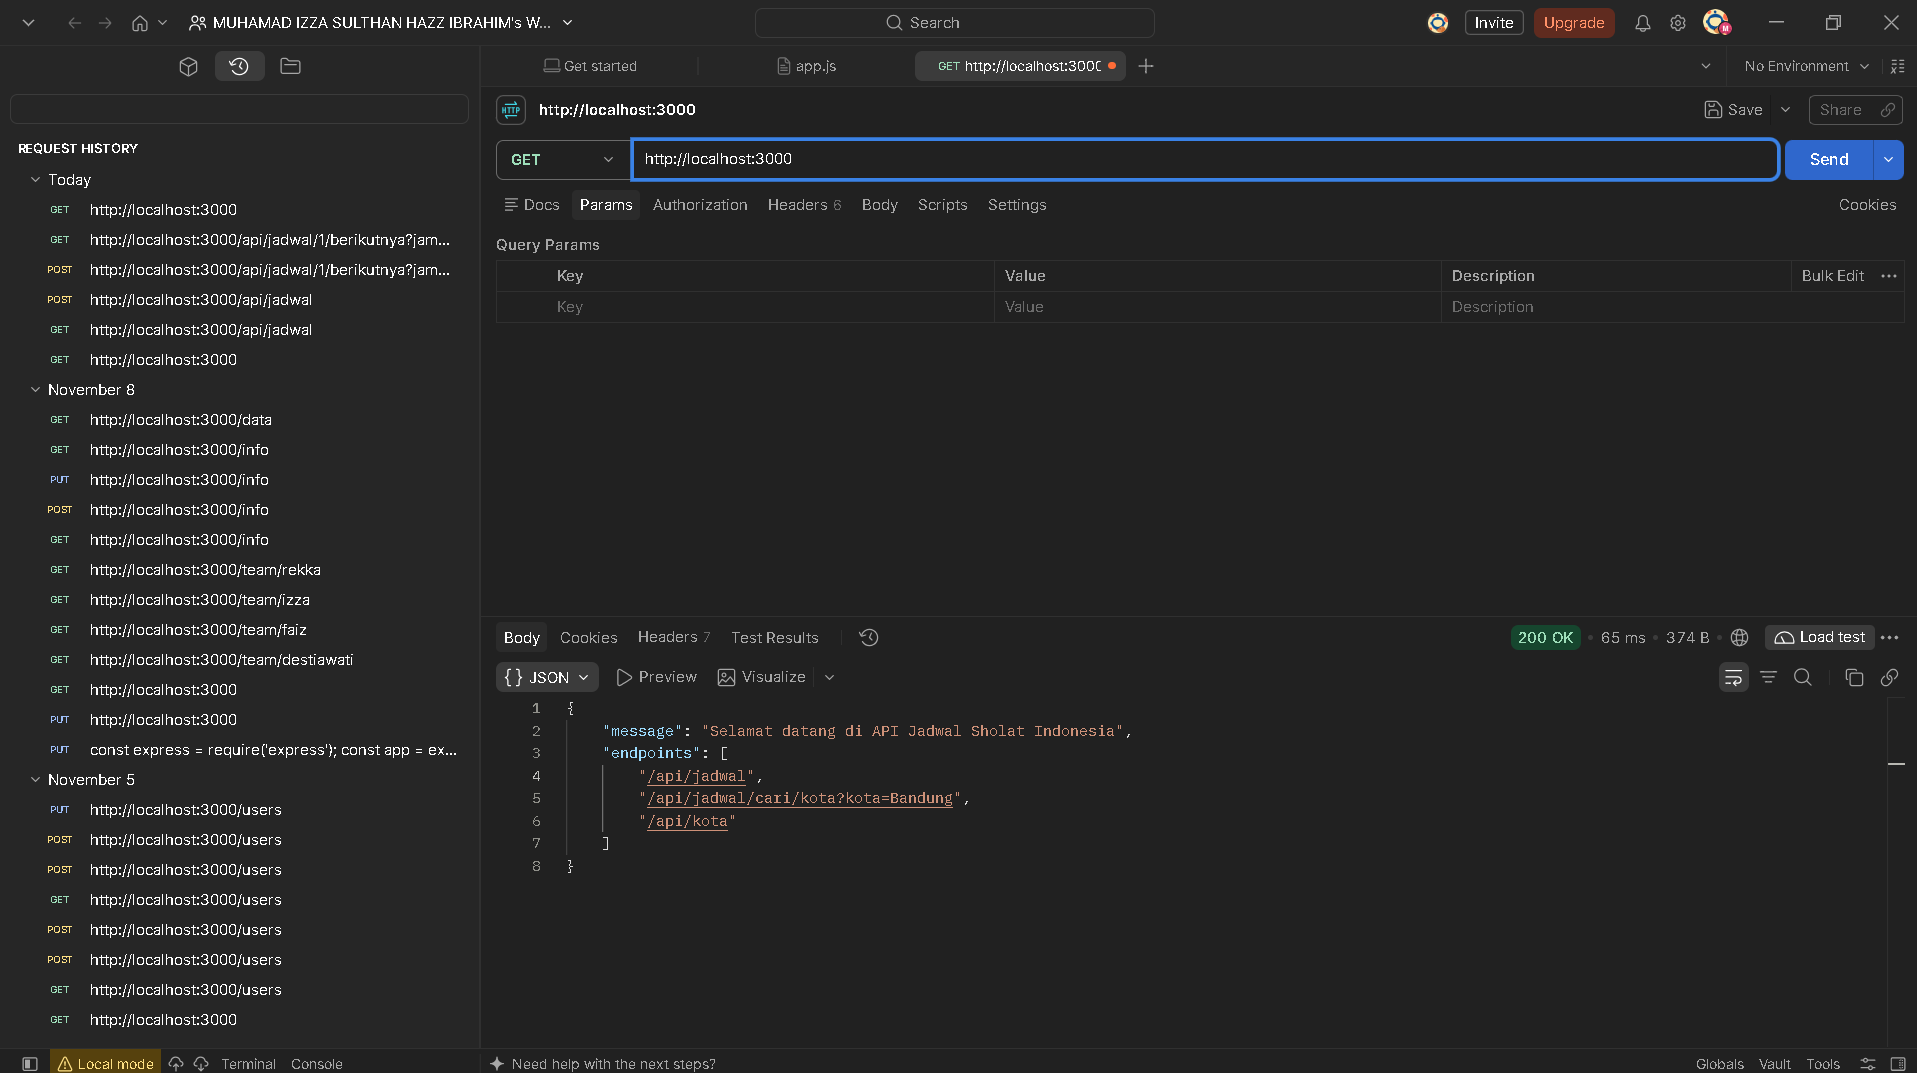 MUHAMAD IZZA SULTHAN HAZZ IBRAHIM's W...
Search
Invite
Upgrade
M
Get started
app.js
GET http://localhost:3000
No Environment
HTTP http://localhost:3000
Save
Share
REQUEST HISTORY
GET
http://localhost:3000
Send
Docs Params Authorization Headers 6 Body Scripts Settings
Cookies
Query Params
Key Value Description Bulk Edit
Key Value Description
Today
GET http://localhost:3000
GET http://localhost:3000/api/jadwal/1/berikutnya?jam...
POST http://localhost:3000/api/jadwal/1/berikutnya?jam...
POST http://localhost:3000/api/jadwal
GET http://localhost:3000/api/jadwal
GET http://localhost:3000
November 8
GET http://localhost:3000/data
GET http://localhost:3000/info
PUT http://localhost:3000/info
POST http://localhost:3000/info
GET http://localhost:3000/info
GET http://localhost:3000/team/rekka
GET http://localhost:3000/team/izza
GET http://localhost:3000/team/faiz
GET http://localhost:3000/team/destiawati
GET http://localhost:3000
PUT http://localhost:3000
PUT const express = require('express'); const app = ex...
November 5
PUT http://localhost:3000/users
POST http://localhost:3000/users
POST http://localhost:3000/users
GET http://localhost:3000/users
POST http://localhost:3000/users
POST http://localhost:3000/users
GET http://localhost:3000/users
GET http://localhost:3000
Body Cookies Headers 7 Test Results
200 OK • 65 ms • 374 B •
Load test
{} JSON
Preview
Visualize
1 {
2 "message": "Selamat datang di API Jadwal Sholat Indonesia",
3 "endpoints": [
4 "/api/jadwal",
5 "/api/jadwal/cari/kota?kota=Bandung",
6 "/api/kota"
7 ]
8 }
Local mode
Terminal
Console
Need help with the next steps?
Globals
Vault
Tools